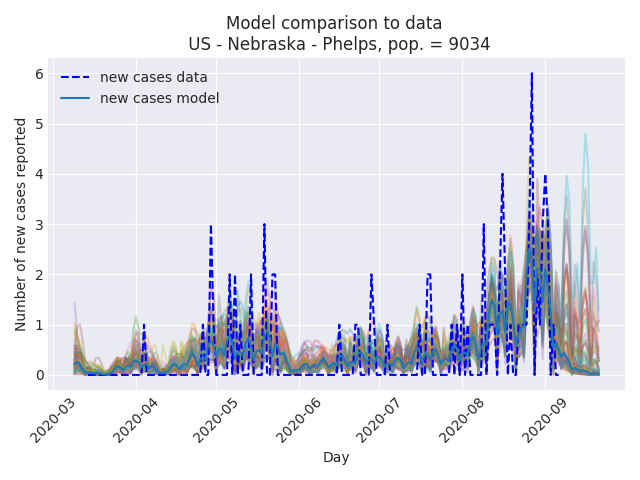 Model comparison to data
US - Nebraska - Phelps, pop. = 9034
new cases data
new cases model
Number of new cases reported
6
5
4
3
2
1
0
2020-03
2020-04
2020-05
2020-06
2020-07
2020-08
2020-09
Day